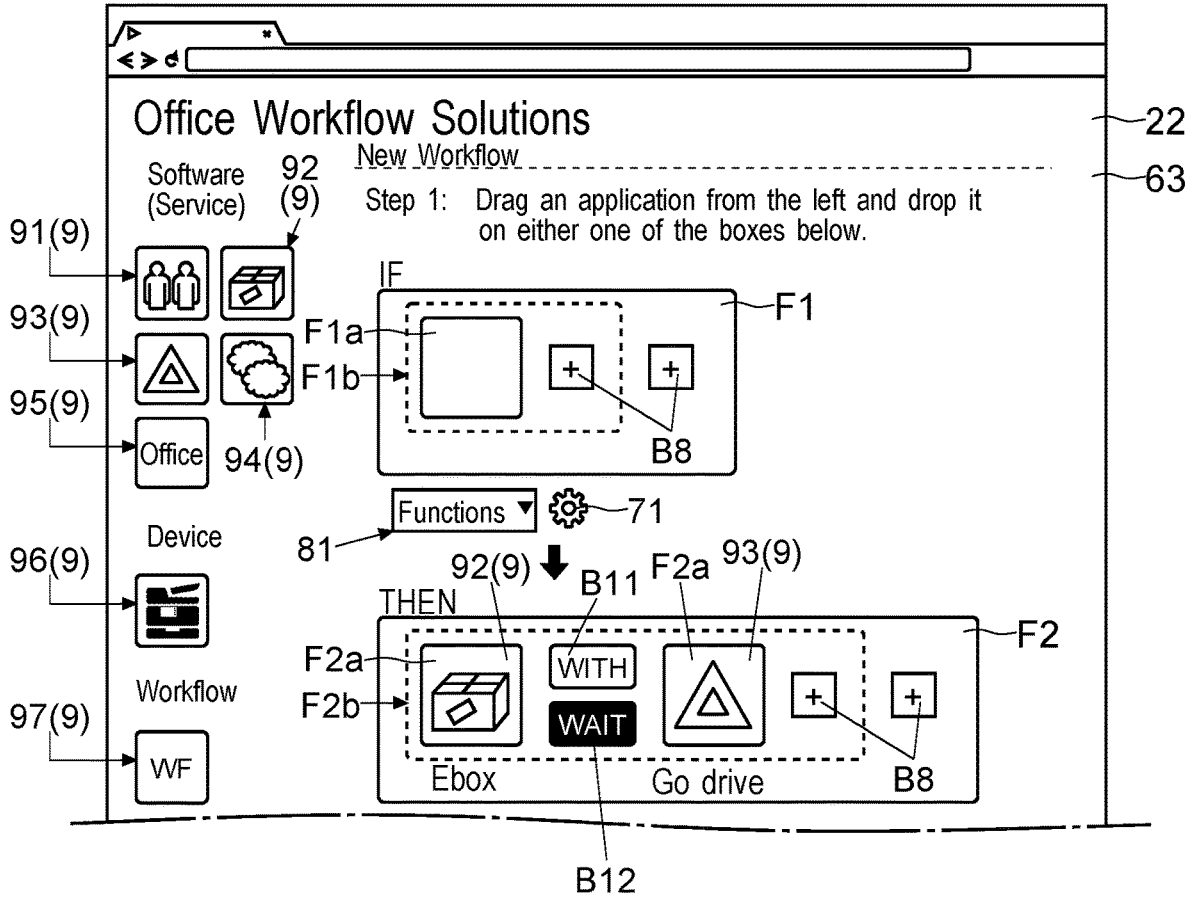 Office Workflow Solutions
22
New Workflow
63
Software
(Service)
92
(9)
Step 1: Drag an application from the left and drop it
on either one of the boxes below.
91(9)
IF
F1
93(9)
F1a
+
+
F1b
95(9)
B8
Office
94(9)
Functions
71
81
Device
96(9)
92(9)
B11
F2a
93(9)
THEN
F2
F2a
WITH
Workflow
F2b
WAIT
+
+
97(9)
WF
Ebox
Go drive
B8
B12